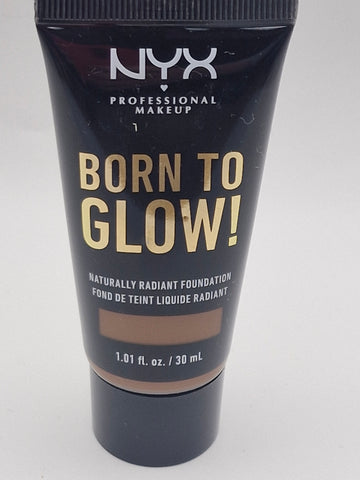 NYX
PROFESSIONAL
MAKEUP
BORN TO
GLOW!
NATURALLY RADIANT FOUNDATION
FOND DE TEINT LIQUIDE RADIANT
1.01 fl. oz. / 30 mL